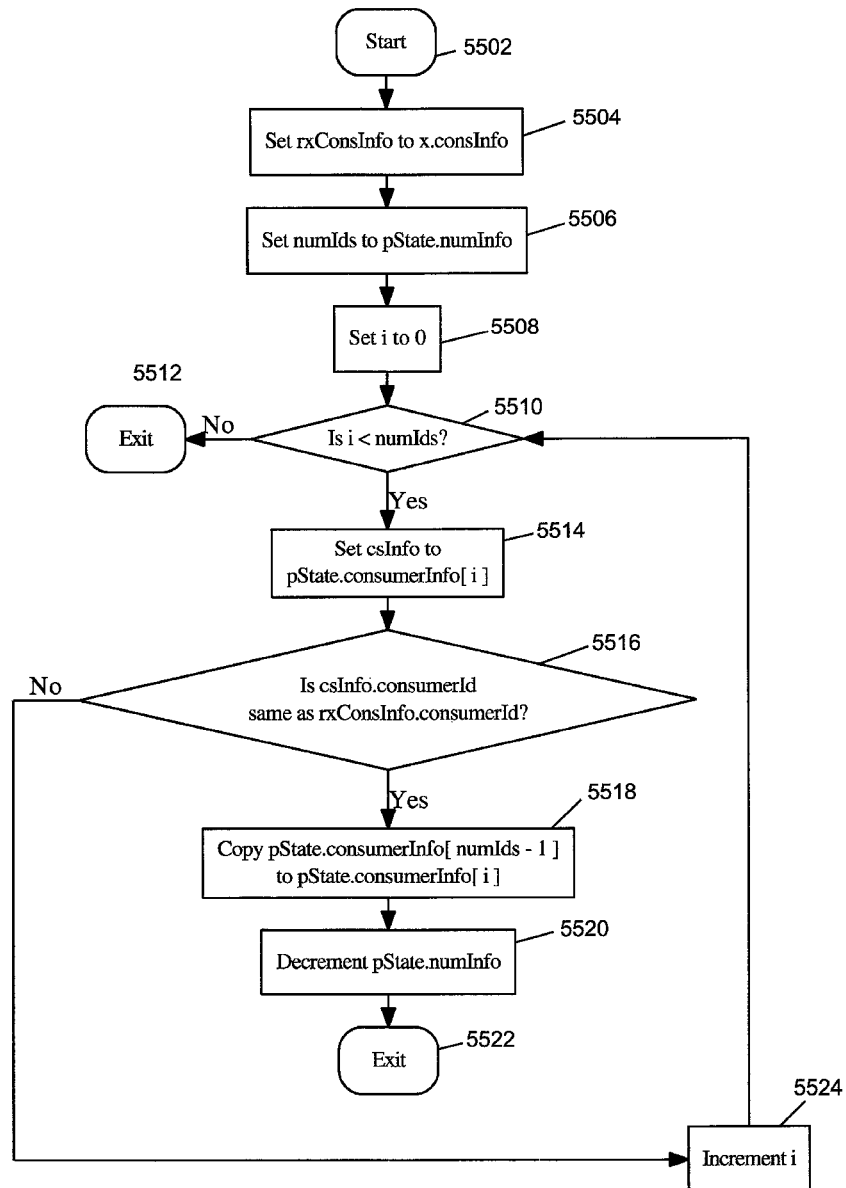 Start
5502
Set rxConsInfo to x.consInfo
5504
Set numIds to pState.numInfo
5506
Set i to 0
5508
5512
Exit
No
Is i < numIds?
5510
Yes
Set csInfo to
pState.consumerInfo[ i ]
5514
No
Is csInfo.consumerId
same as rxConsInfo.consumerId?
5516
Yes
Copy pState.consumerInfo[ numIds - 1 ]
to pState.consumerInfo[ i ]
5518
Decrement pState.numInfo
5520
Exit
5522
5524
Increment i